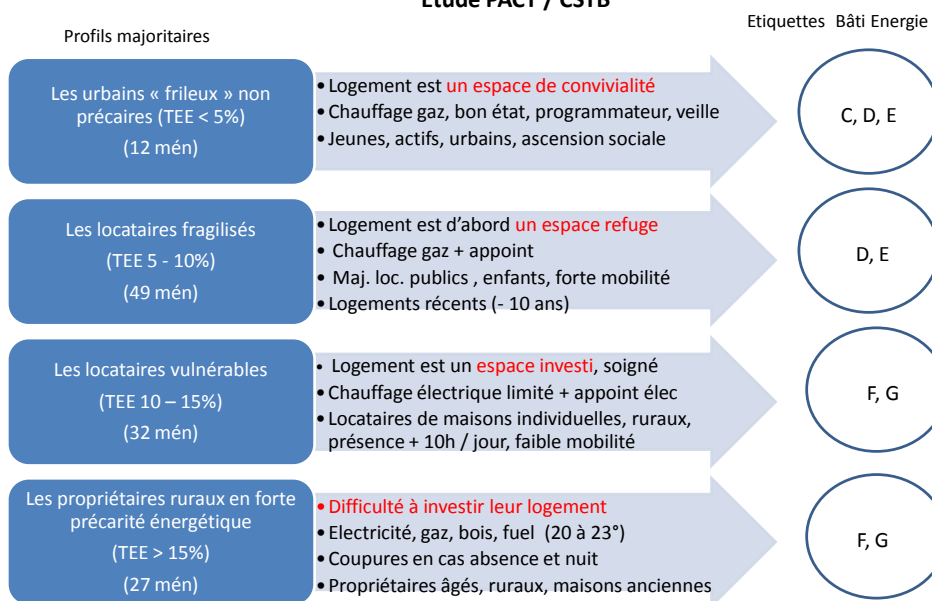 Etude PACT / CSTB
Profils majoritaires
Etiquettes Bâti Energie
Les urbains « frileux » non
précaires (TEE < 5%)
(12 mén)
• Logement est un espace de convivialité
• Chauffage gaz, bon état, programmateur, veille
• Jeunes, actifs, urbains, ascension sociale
C, D, E
Les locataires fragilisés
(TEE 5 - 10%)
(49 mén)
• Logement est d'abord un espace refuge
• Chauffage gaz + appoint
• Maj. loc. publics , enfants, forte mobilité
• Logements récents (- 10 ans)
D, E
Les locataires vulnérables
(TEE 10 – 15%)
(32 mén)
• Logement est un espace investi, soigné
• Chauffage électrique limité + appoint élec
• Locataires de maisons individuelles, ruraux,
présence + 10h / jour, faible mobilité
F, G
Les propriétaires ruraux en forte
précarité énergétique
(TEE > 15%)
(27 mén)
• Difficulté à investir leur logement
• Electricité, gaz, bois, fuel (20 à 23°)
• Coupures en cas absence et nuit
• Propriétaires âgés, ruraux, maisons anciennes
F, G